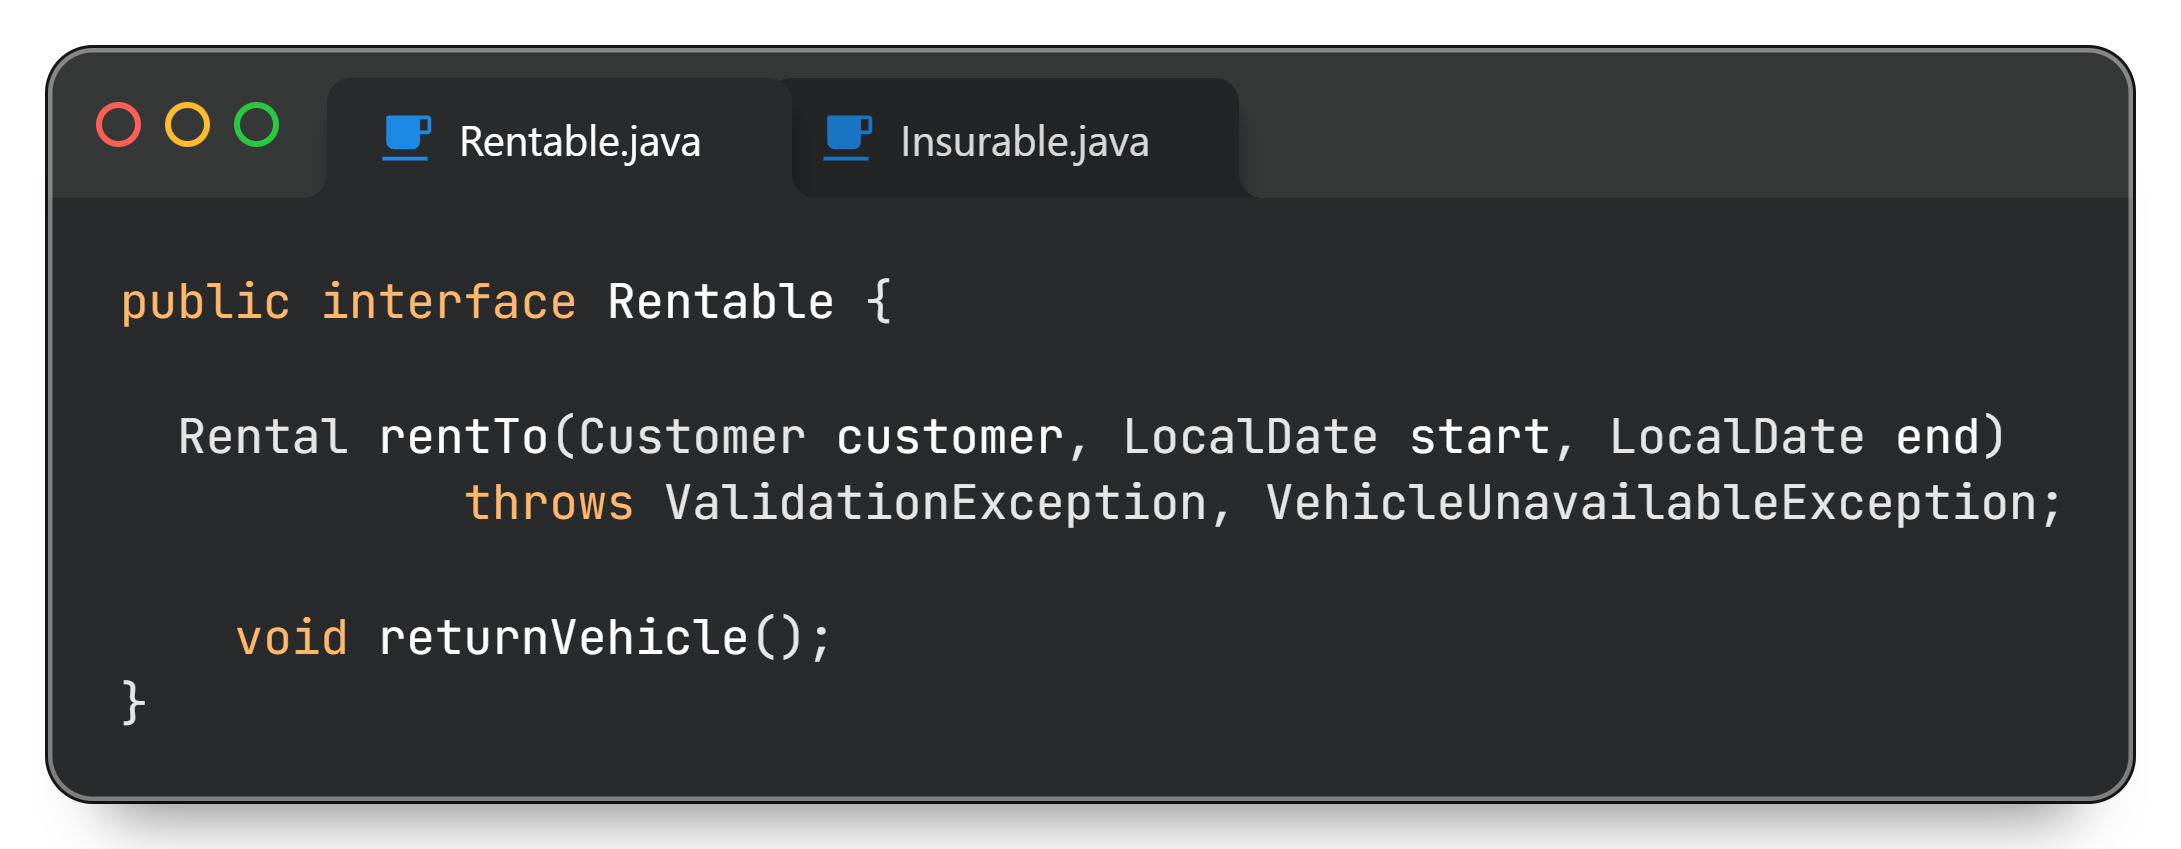 Rentable.java
Insurable.java
public interface Rentable {
Rental rentTo(Customer customer, LocalDate start, LocalDate end)
throws ValidationException, VehicleUnavailableException;
void returnVehicle();
}